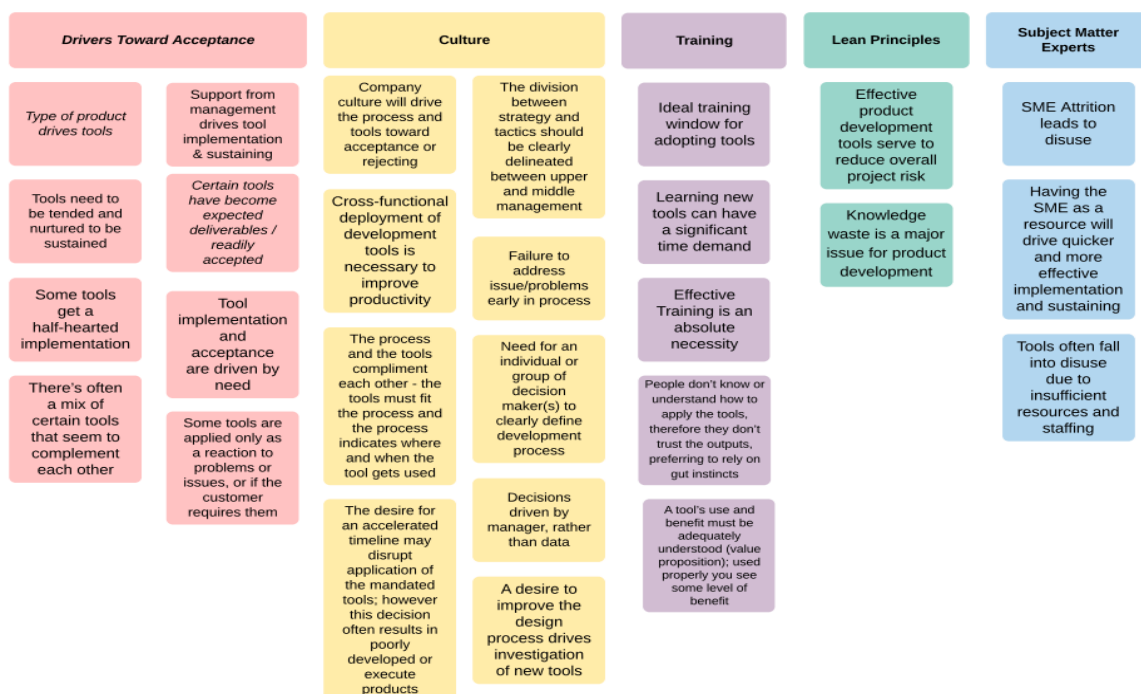 Drivers Toward Acceptance
Culture
Training
Lean Principles
Subject Matter
Experts
Type of product
drives tools
Tools need to
be tended and
nurtured to be
sustained
Some tools
get a
half-hearted
implementation
There's often
a mix of
certain tools
that seem to
complement
each other
Support from
management
drives tool
implementation
& sustaining
Certain tools
have become
expected
deliverables /
readily
accepted
Tool
implementation
and
acceptance
are driven by
need
Some tools are
applied only as
a reaction to
problems or
issues, or if the
customer
requires them
Company
culture will drive
the process and
tools toward
acceptance or
rejecting
Cross-functional
deployment of
development
tools is
necessary to
improve
productivity
The process
and the tools
compliment
each other - the
tools must fit
the process and
the process
indicates where
and when the
tool gets used
The desire for
an accelerated
timeline may
disrupt
application of
the mandated
tools; however
this decision
often results in
poorly
developed or
execute
products
The division
between
strategy and
tactics should
be clearly
delineated
between upper
and middle
management
Failure to
address
issue/problems
early in process
Need for an
individual or
group of
decision
maker(s) to
clearly define
development
process
Decisions
driven by
manager, rather
than data
A desire to
improve the
design
process drives
investigation
of new tools
Ideal training
window for
adopting tools
Learning new
tools can have
a significant
time demand
Effective
Training is an
absolute
necessity
People don't know or
understand how to
apply the tools,
therefore they don't
trust the outputs,
preferring to rely on
gut instincts
A tool's use and
benefit must be
adequately
understood (value
proposition); used
properly you see
some level of
benefit
Effective
product
development
tools serve to
reduce overall
project risk
Knowledge
waste is a major
issue for product
development
SME Attrition
leads to
disuse
Having the
SME as a
resource will
drive quicker
and more
effective
implementation
and sustaining
Tools often fall
into disuse
due to
insufficient
resources and
staffing